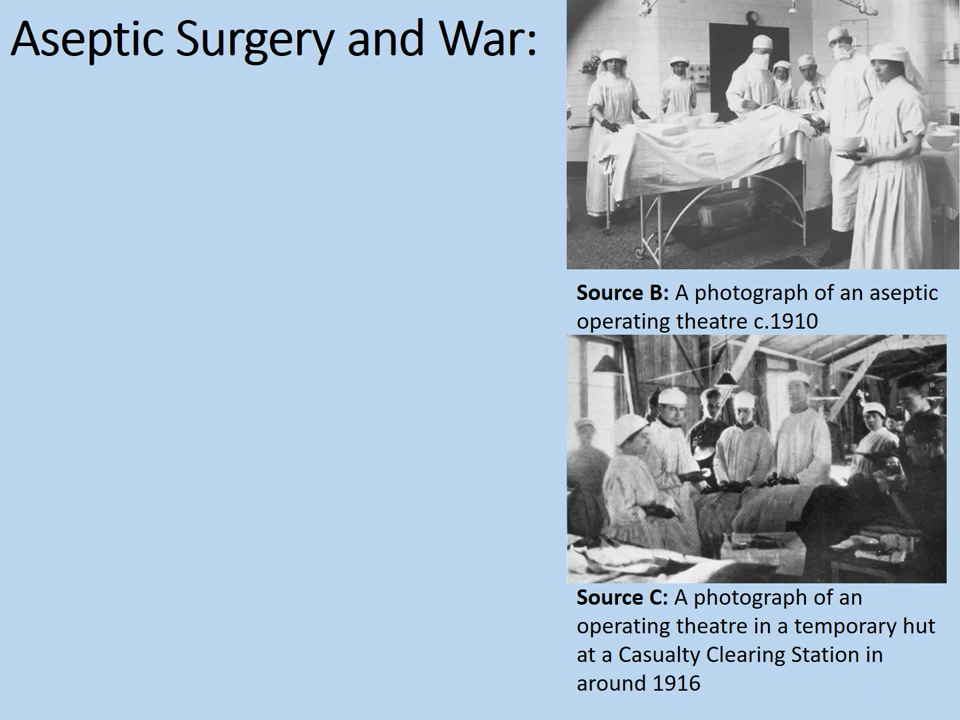 Aseptic Surgery and War:
Source B: A photograph of an aseptic
operating theatre c.1910
Source C: A photograph of an
operating theatre in a temporary hut
at a Casualty Clearing Station in
around 1916